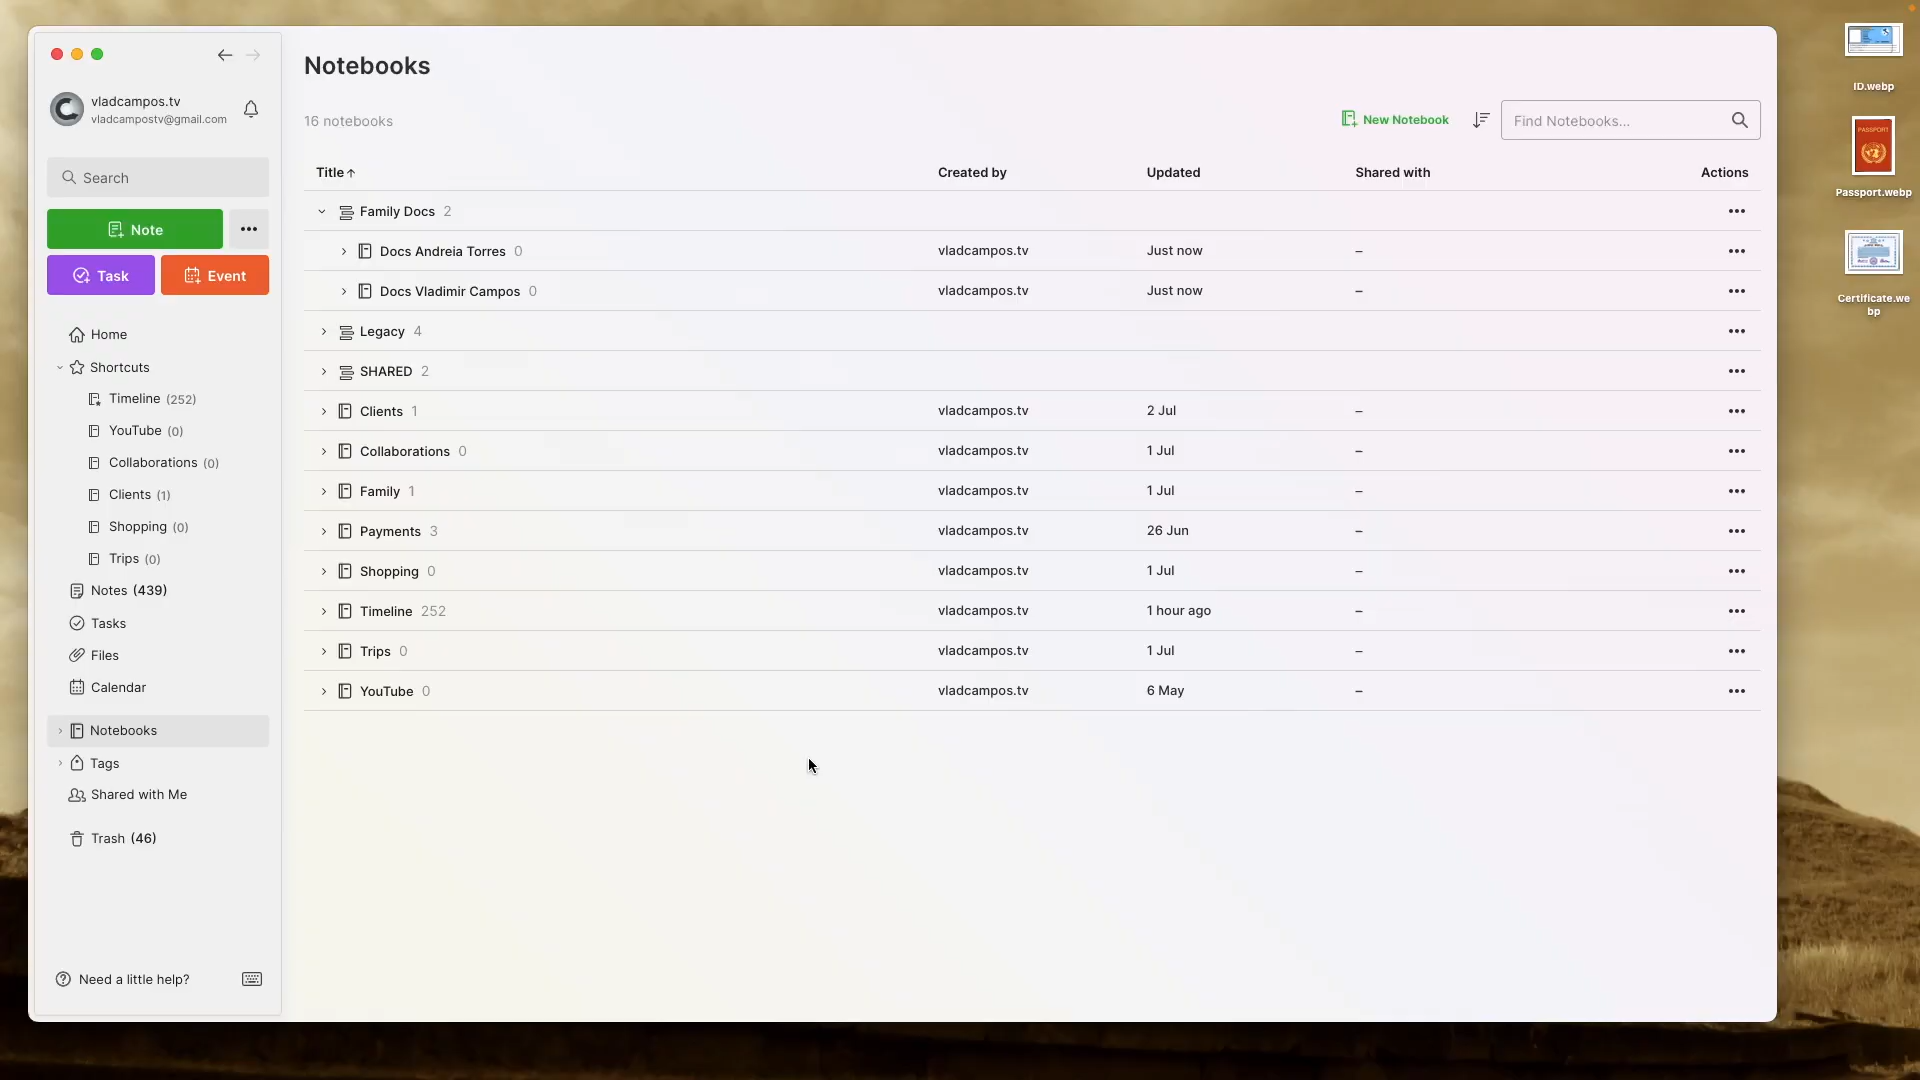 Notebooks
vladcampos.tv
vladcampostv@gmail.com
Search
Note
Task
Event
Home
Shortcuts
Timeline (252)
YouTube (0)
Collaborations (0)
Clients (1)
Shopping (0)
Trips (0)
Notes (439)
Tasks
Files
Calendar
Notebooks
Tags
Shared with Me
Trash (46)
Need a little help?
16 notebooks
New Notebook
Find Notebooks...
Title Created by Updated Shared with Actions
Family Docs 2
Docs Andreia Torres 0 vladcampos.tv Just now –
Docs Vladimir Campos 0 vladcampos.tv Just now –
Legacy 4
SHARED 2
Clients 1 vladcampos.tv 2 Jul –
Collaborations 0 vladcampos.tv 1 Jul –
Family 1 vladcampos.tv 1 Jul –
Payments 3 vladcampos.tv 26 Jun –
Shopping 0 vladcampos.tv 1 Jul –
Timeline 252 vladcampos.tv 1 hour ago –
Trips 0 vladcampos.tv 1 Jul –
YouTube 0 vladcampos.tv 6 May –
ID.webp
PASSPORT
Passport.webp
Certificate.we
bp